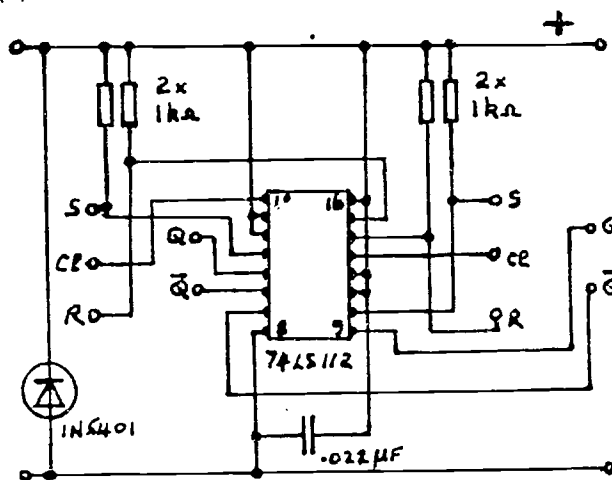 +
2x
1kΩ
2x
1kΩ
1
16
S
S
Q
Cl
cl
Q̅
R
R
8
9
74LS112
1N5401
.022µF